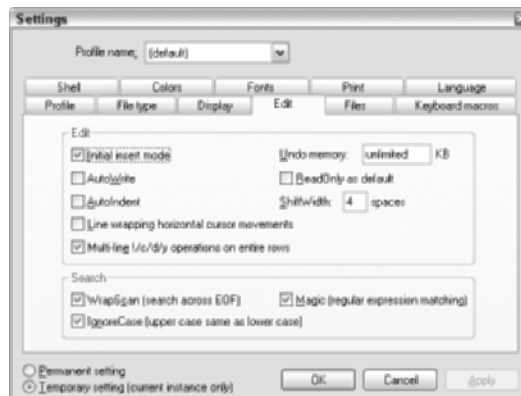 Settings
Profile name: (default)
Shell Colors Fonts Print Language
Profile File type Display Edit Files Keyboard macros
Edit
Initial insert mode Undo memory: unlimited KB
AutoWrite ReadOnly as default
AutoIndent ShiftWidth: 4 spaces
Line wrapping horizontal cursor movements
Multi-line !/c/d/y operations on entire rows
Search
WrapScan (search across EOF) Magic (regular expression matching)
IgnoreCase (upper case same as lower case)
Permanent setting
Temporary setting (current instance only)
OK Cancel Apply